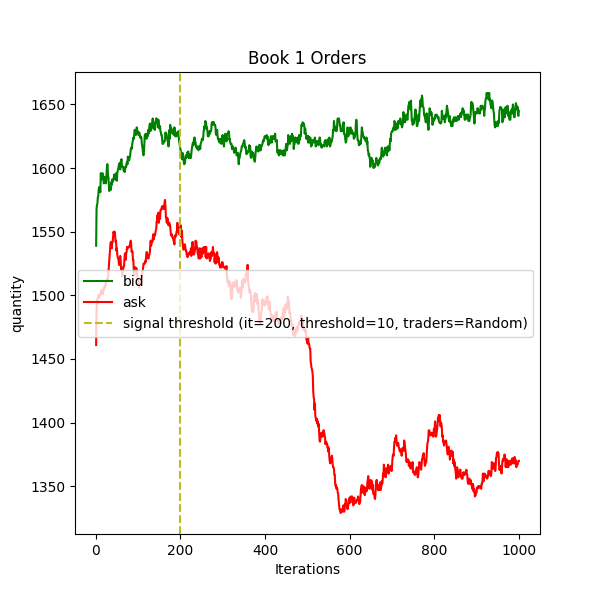 Book 1 Orders
quantity
1650
1600
1550
1500
1450
1400
1350
bid
ask
signal threshold (it=200, threshold=10, traders=Random)
0 200 400 600 800 1000
Iterations